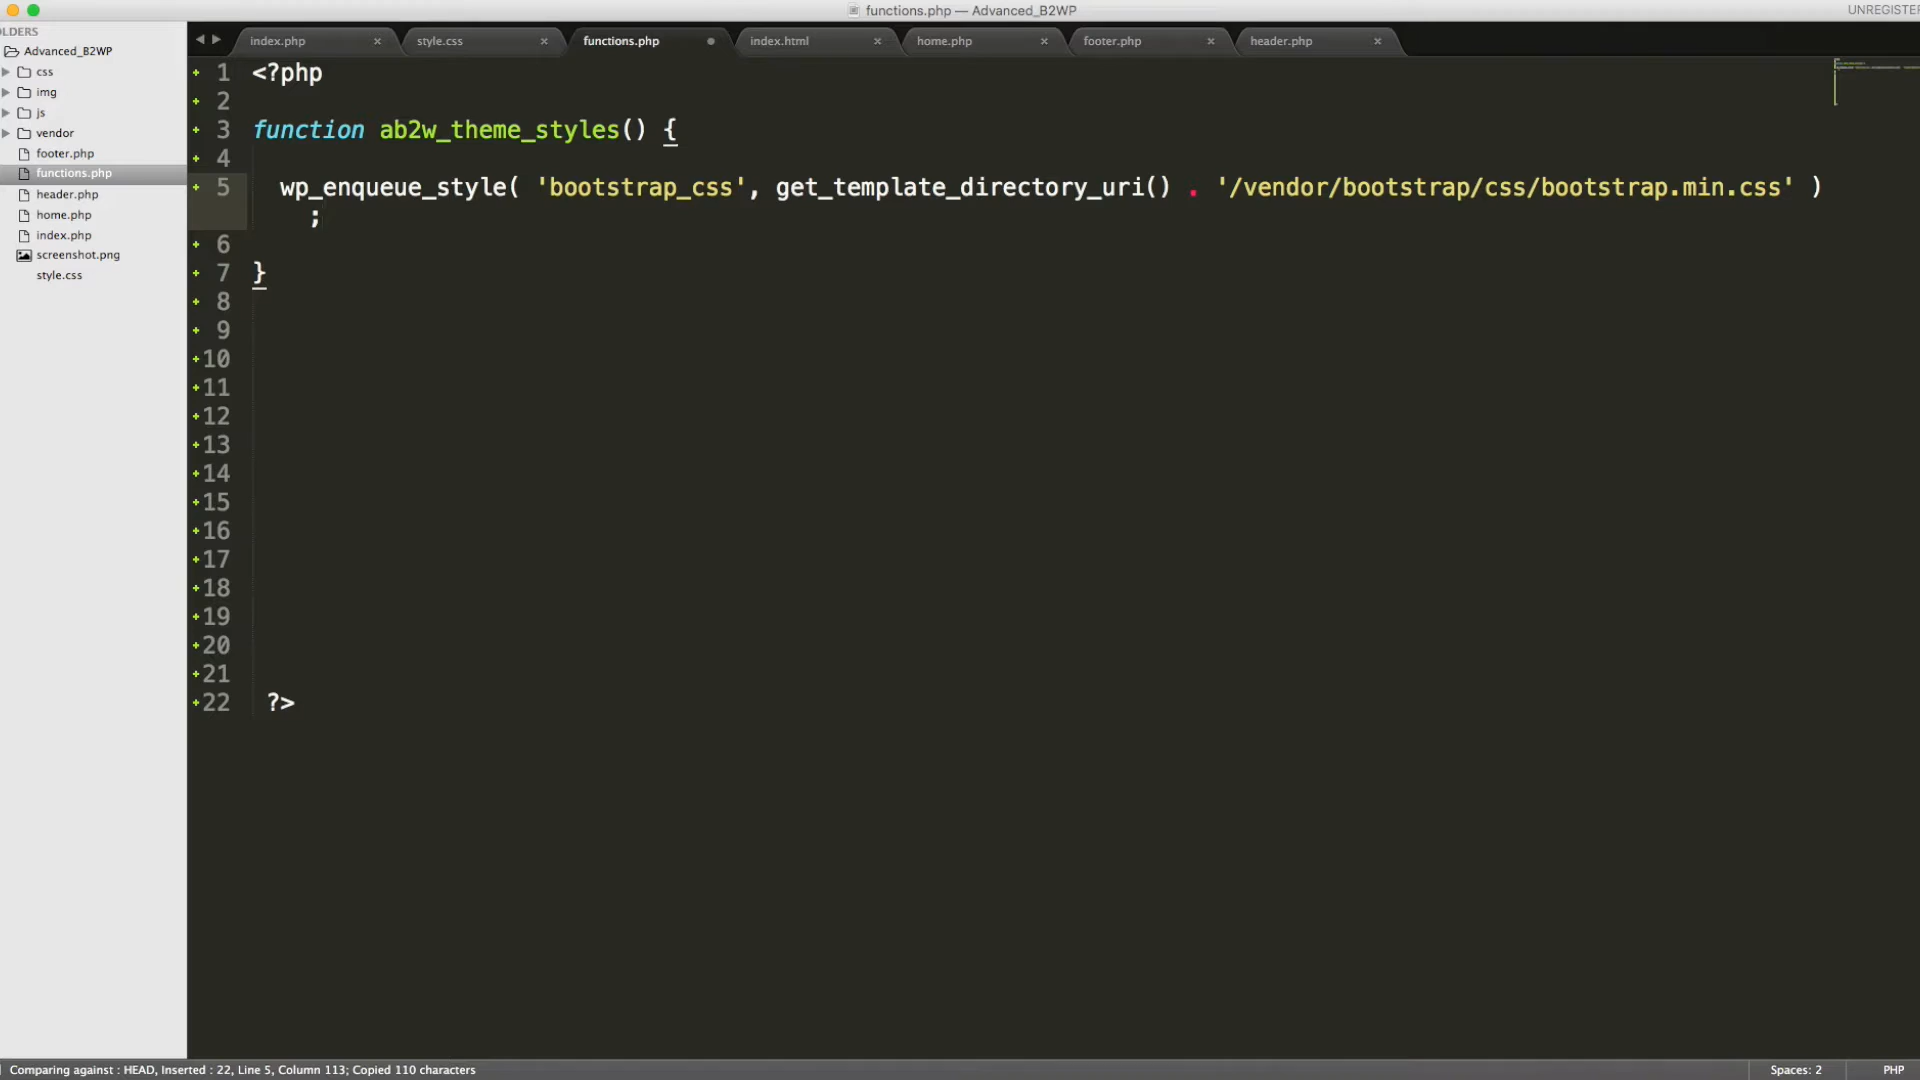 functions.php — Advanced_B2WP
UNREGISTER
OLDERS
Advanced_B2WP
css
img
js
vendor
footer.php
functions.php
header.php
home.php
index.php
screenshot.png
style.css
index.php
style.css
functions.php
index.html
home.php
footer.php
header.php
1 <?php
2
3 function ab2w_theme_styles() {
4
5 wp_enqueue_style( 'bootstrap_css', get_template_directory_uri() . '/vendor/bootstrap/css/bootstrap.min.css' )
;
6
7 }
8
9
10
11
12
13
14
15
16
17
18
19
20
21
22 ?>
Comparing against : HEAD, Inserted : 22, Line 5, Column 113; Copied 110 characters
Spaces: 2
PHP